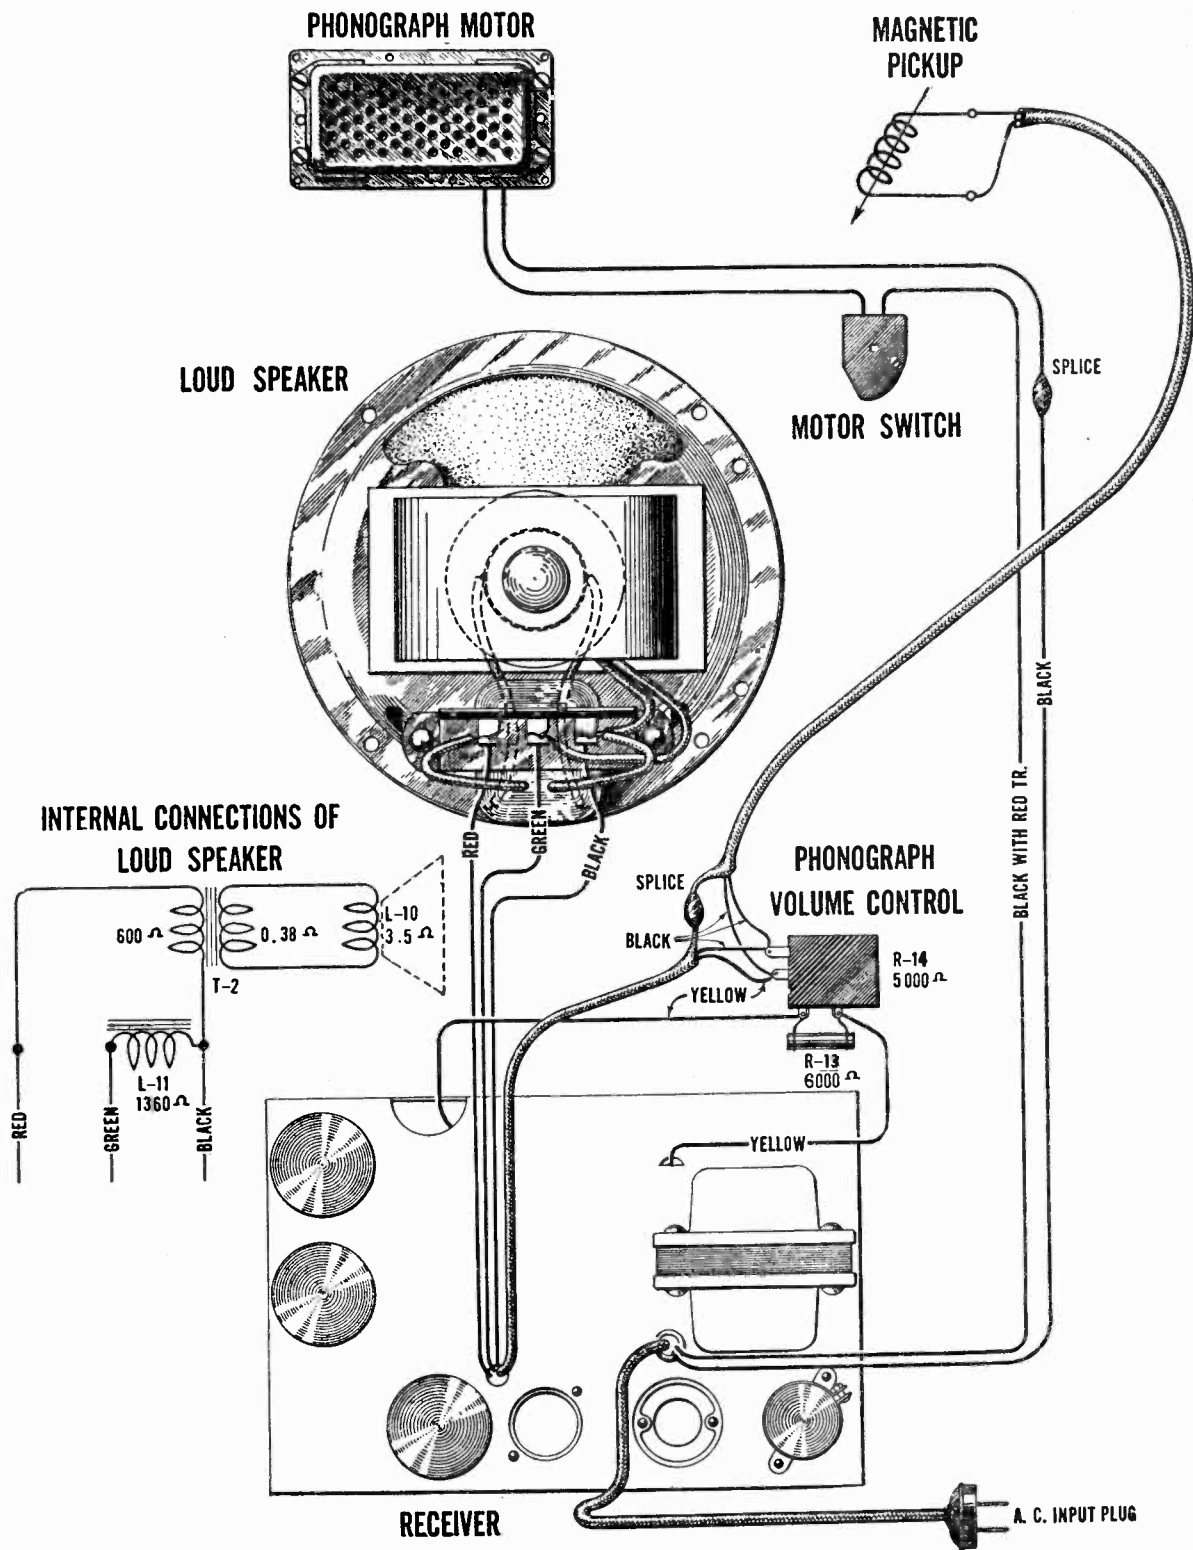 PHONOGRAPH MOTOR
MAGNETIC
PICKUP
LOUD SPEAKER
SPLICE
MOTOR SWITCH
BLACK WITH RED TR.
BLACK
INTERNAL CONNECTIONS OF
LOUD SPEAKER
600 Ω
0.38 Ω
L-10
3.5 Ω
T-2
L-11
1360 Ω
RED
GREEN
BLACK
RED
GREEN
BLACK
SPLICE
PHONOGRAPH
VOLUME CONTROL
BLACK
R-14
5000 Ω
YELLOW
R-13
6000 Ω
YELLOW
RECEIVER
A. C. INPUT PLUG